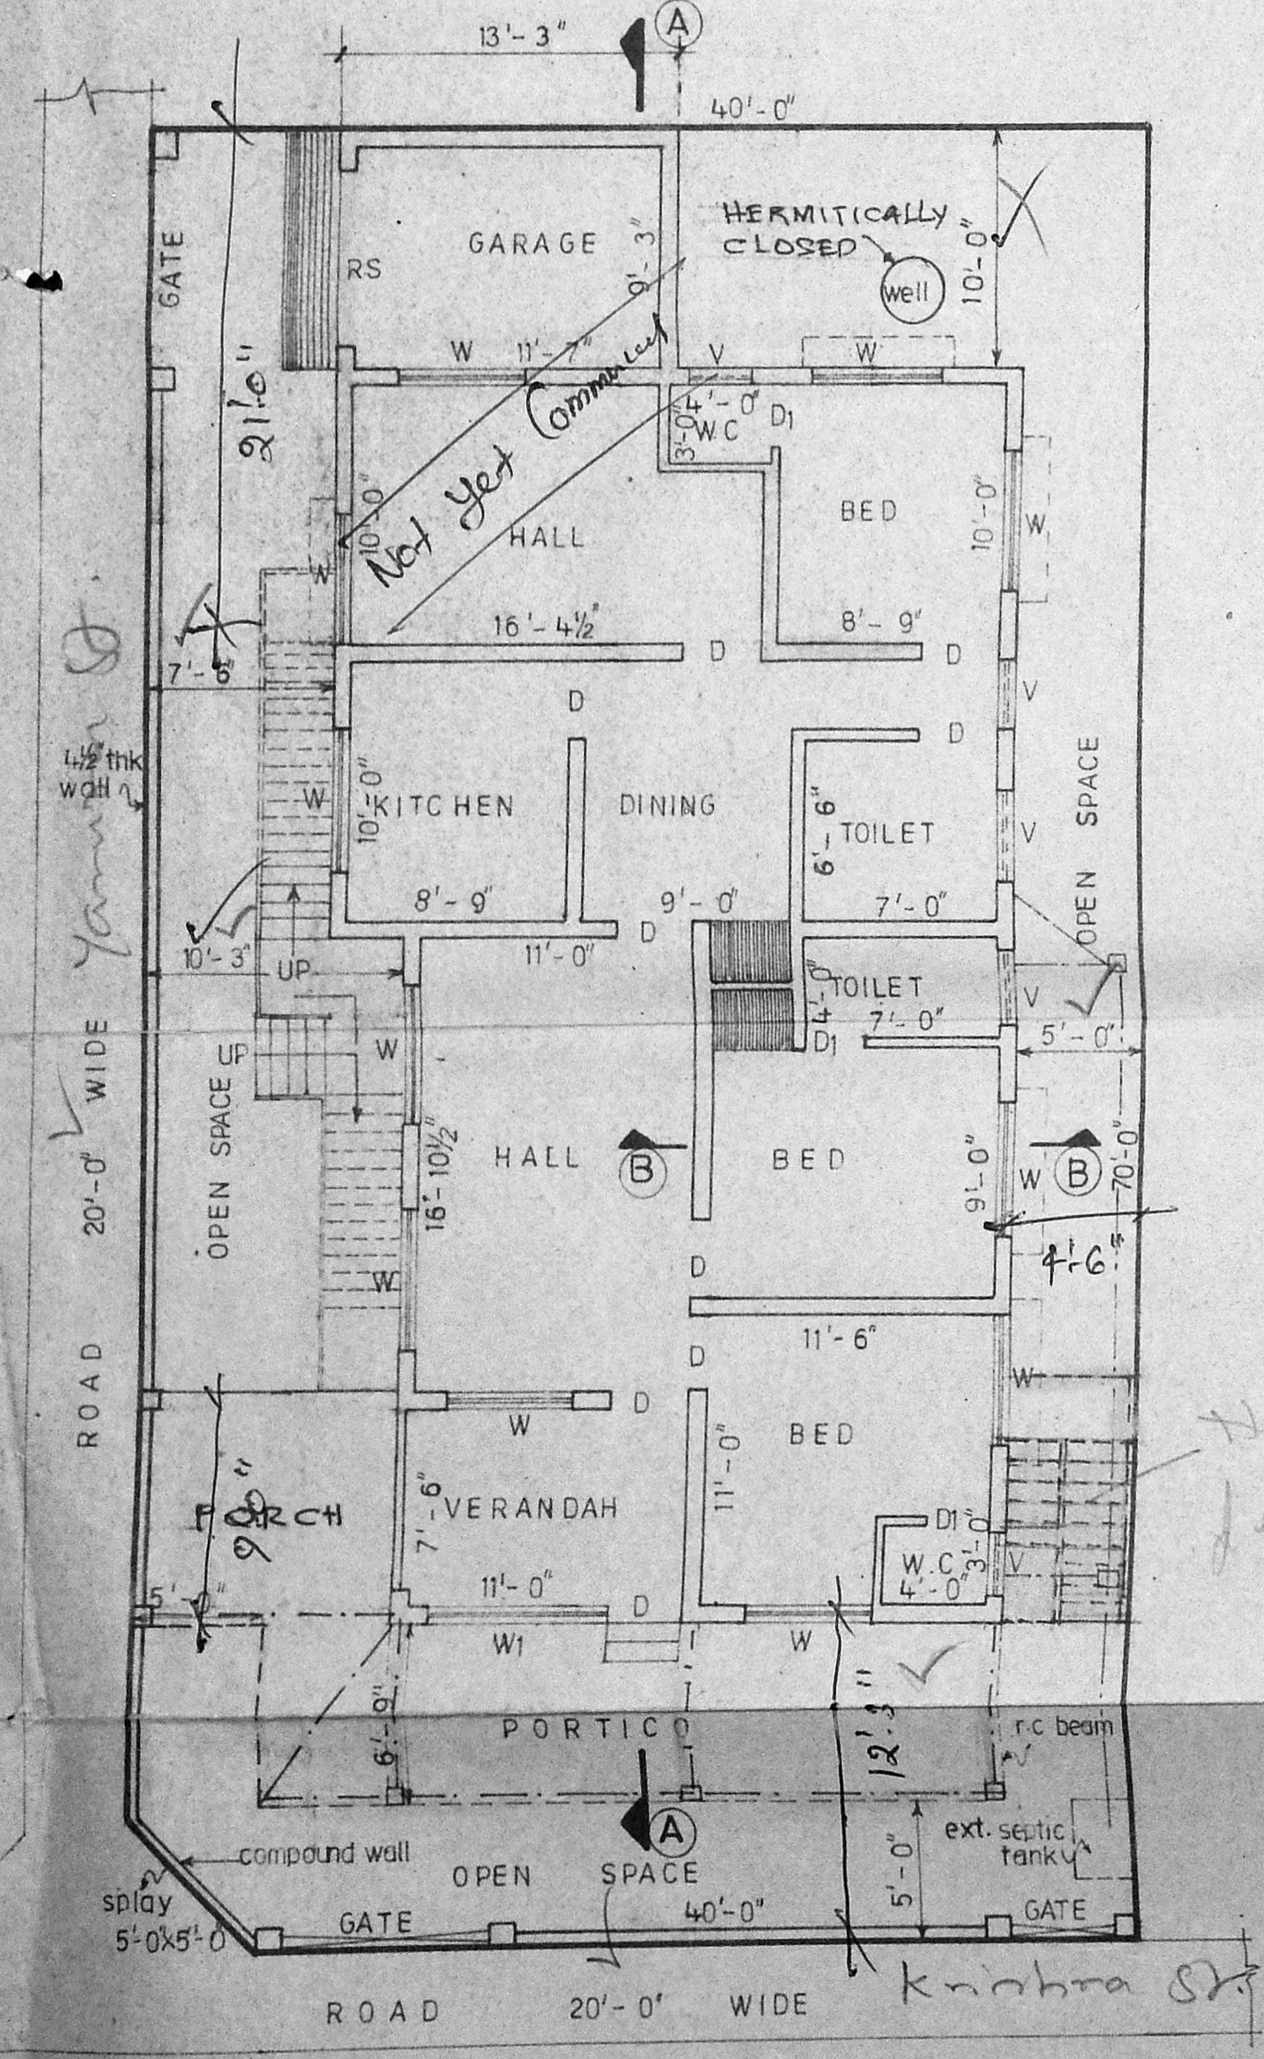 13'-3"
A
40'-0"
HERMITICALLY
CLOSED
well
10'-0"
GATE
RS
GARAGE
9'-3"
W
11'-7"
V
W
21'.0"
Not Yet Commenced
4'-0"
3'-0"
W.C
D1
10'-0"
HALL
BED
10'-0"
W
W
16'-4½"
8'-9"
D
D
7'-6"
D
D
V
4½" thk
wall
W
10'-0"
KITCHEN
DINING
6'-6"
TOILET
V
OPEN SPACE
8'-9"
9'-0"
7'-0"
D
10'-3"
UP
11'-0"
4'-0"
TOILET
7'-0"
V
D1
5'-0"
UP
W
OPEN SPACE
HALL
16'-10½"
B
BED
9'-0"
W
B
70'-0"
4'-6"
ROAD 20'-0" WIDE
W
D
11'-6"
D
W
D
W
BED
11'-0"
PORCH
9'.0"
7'-6"
VERANDAH
D1
W.C
3'-0"
4'-0"
V
5'-0"
11'-0"
D
W1
W
6'-9"
PORTICO
12'.3"
r.c beam
A
compound wall
5'-0"
ext. septic
tank
OPEN SPACE
splay
5'-0"X5'-0"
GATE
40'-0"
GATE
Krishna St.
ROAD 20'-0" WIDE